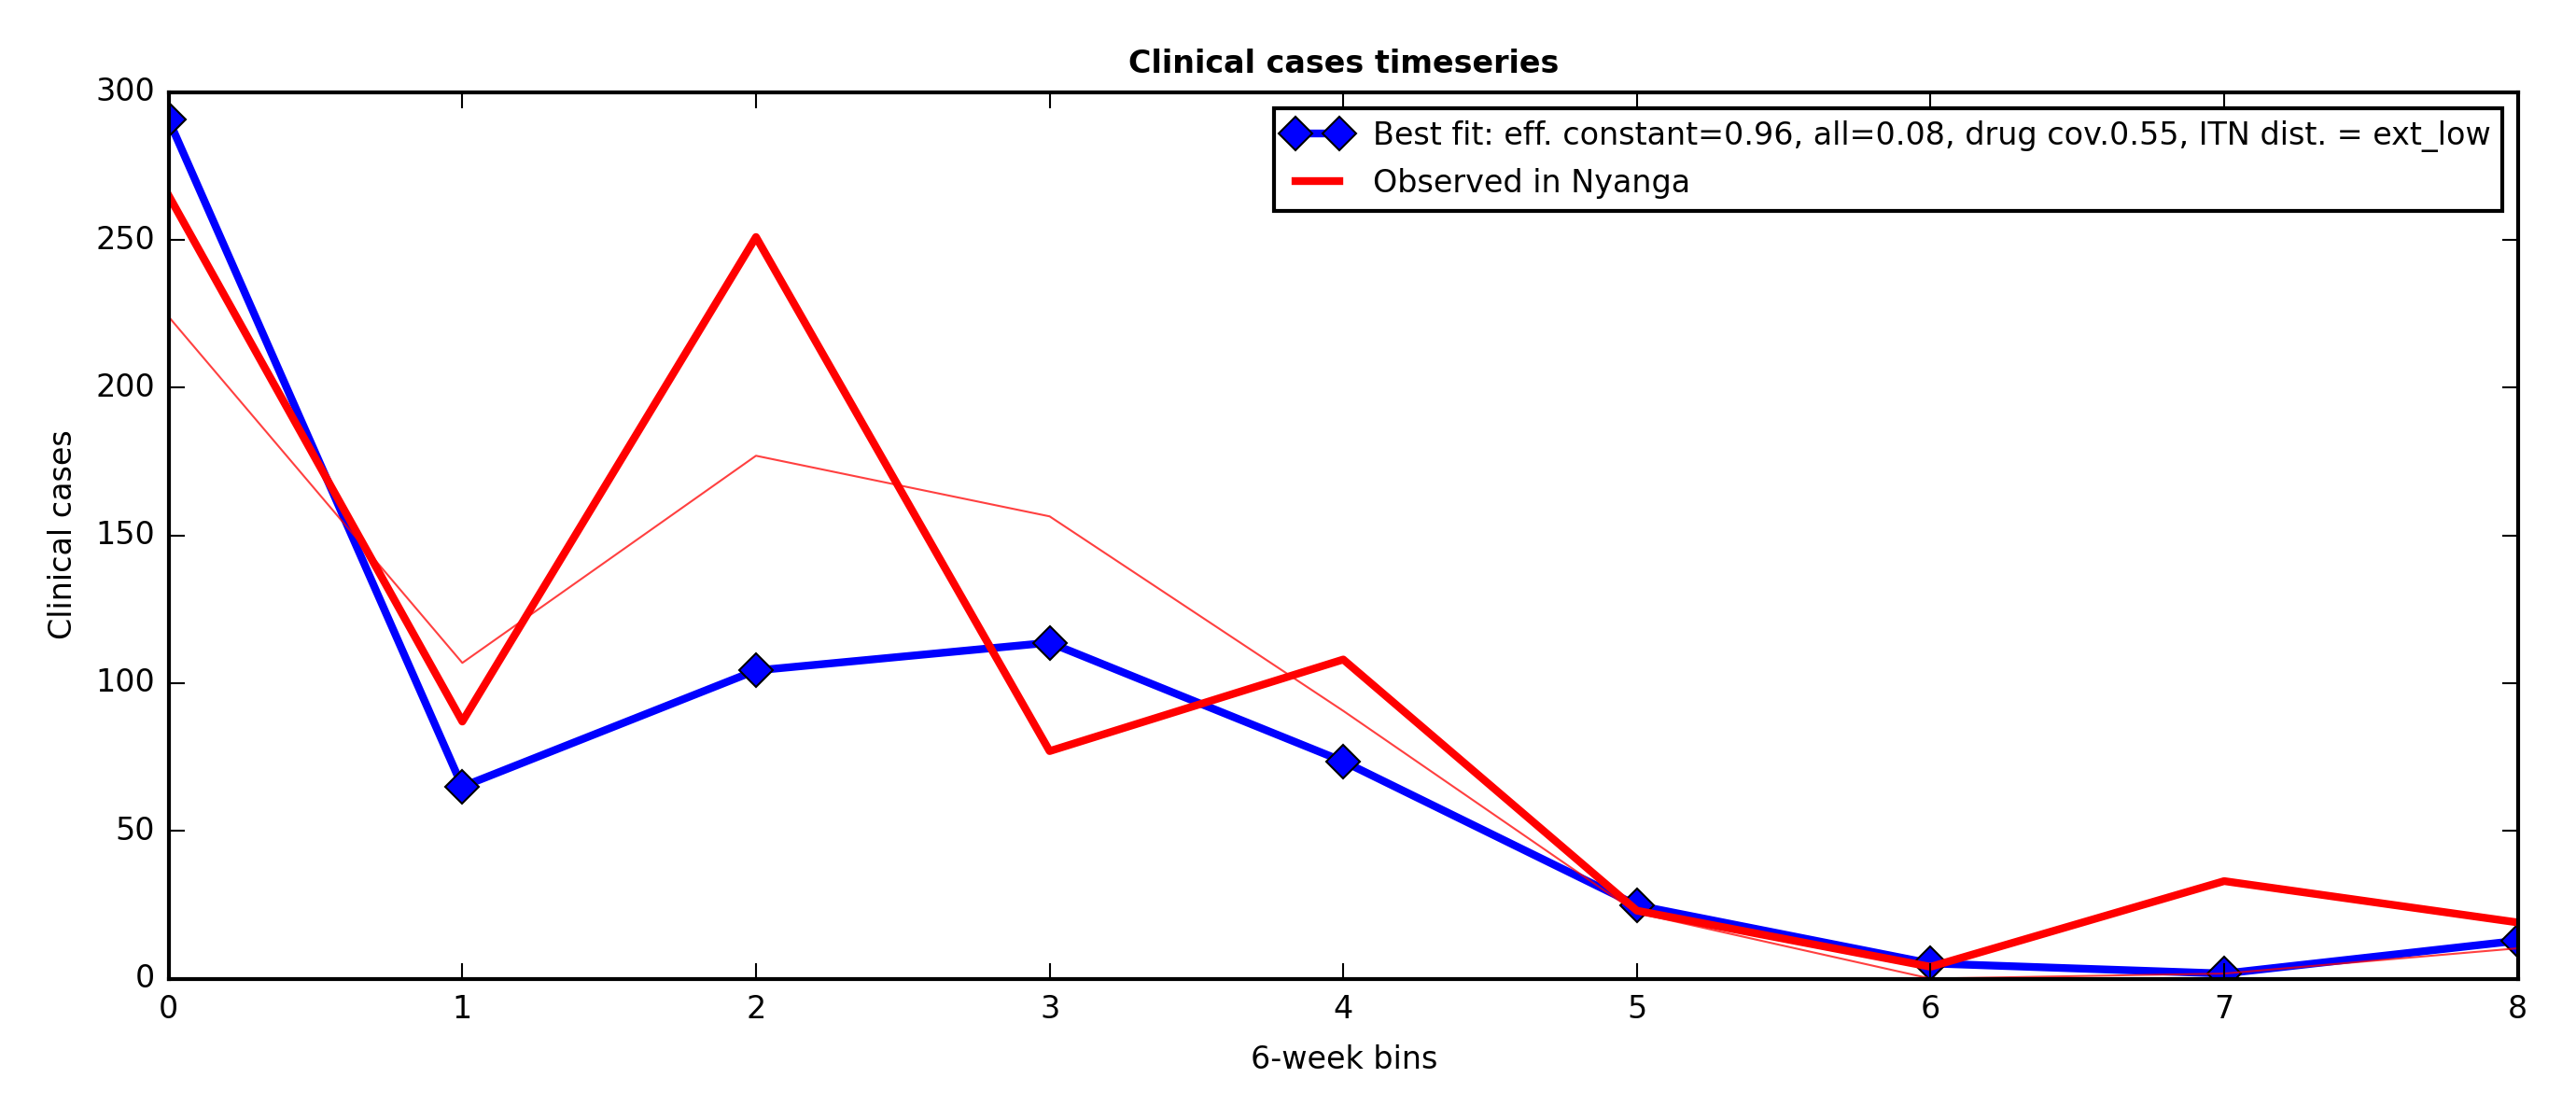 Clinical cases timeseries
Best fit: eff. constant=0.96, all=0.08, drug cov.0.55, ITN dist. = ext_low
Observed in Nyanga
300
250
200
150
100
50
0
Clinical cases
0 1 2 3 4 5 6 7 8
6-week bins